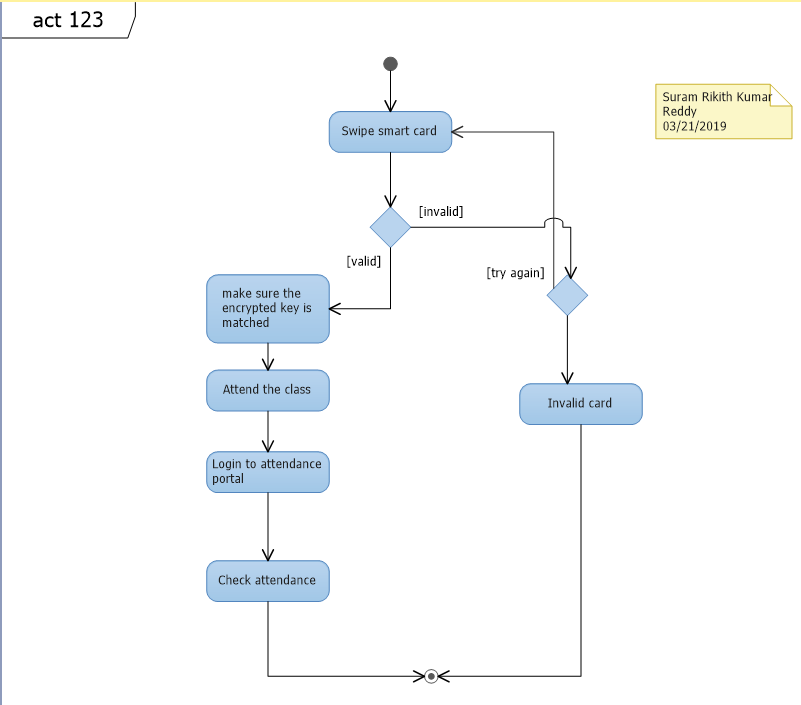 act 123
Suram Rikith Kumar
Reddy
03/21/2019
Swipe smart card
[invalid]
[valid]
[try again]
make sure the
encrypted key is
matched
Attend the class
Invalid card
Login to attendance
portal
Check attendance